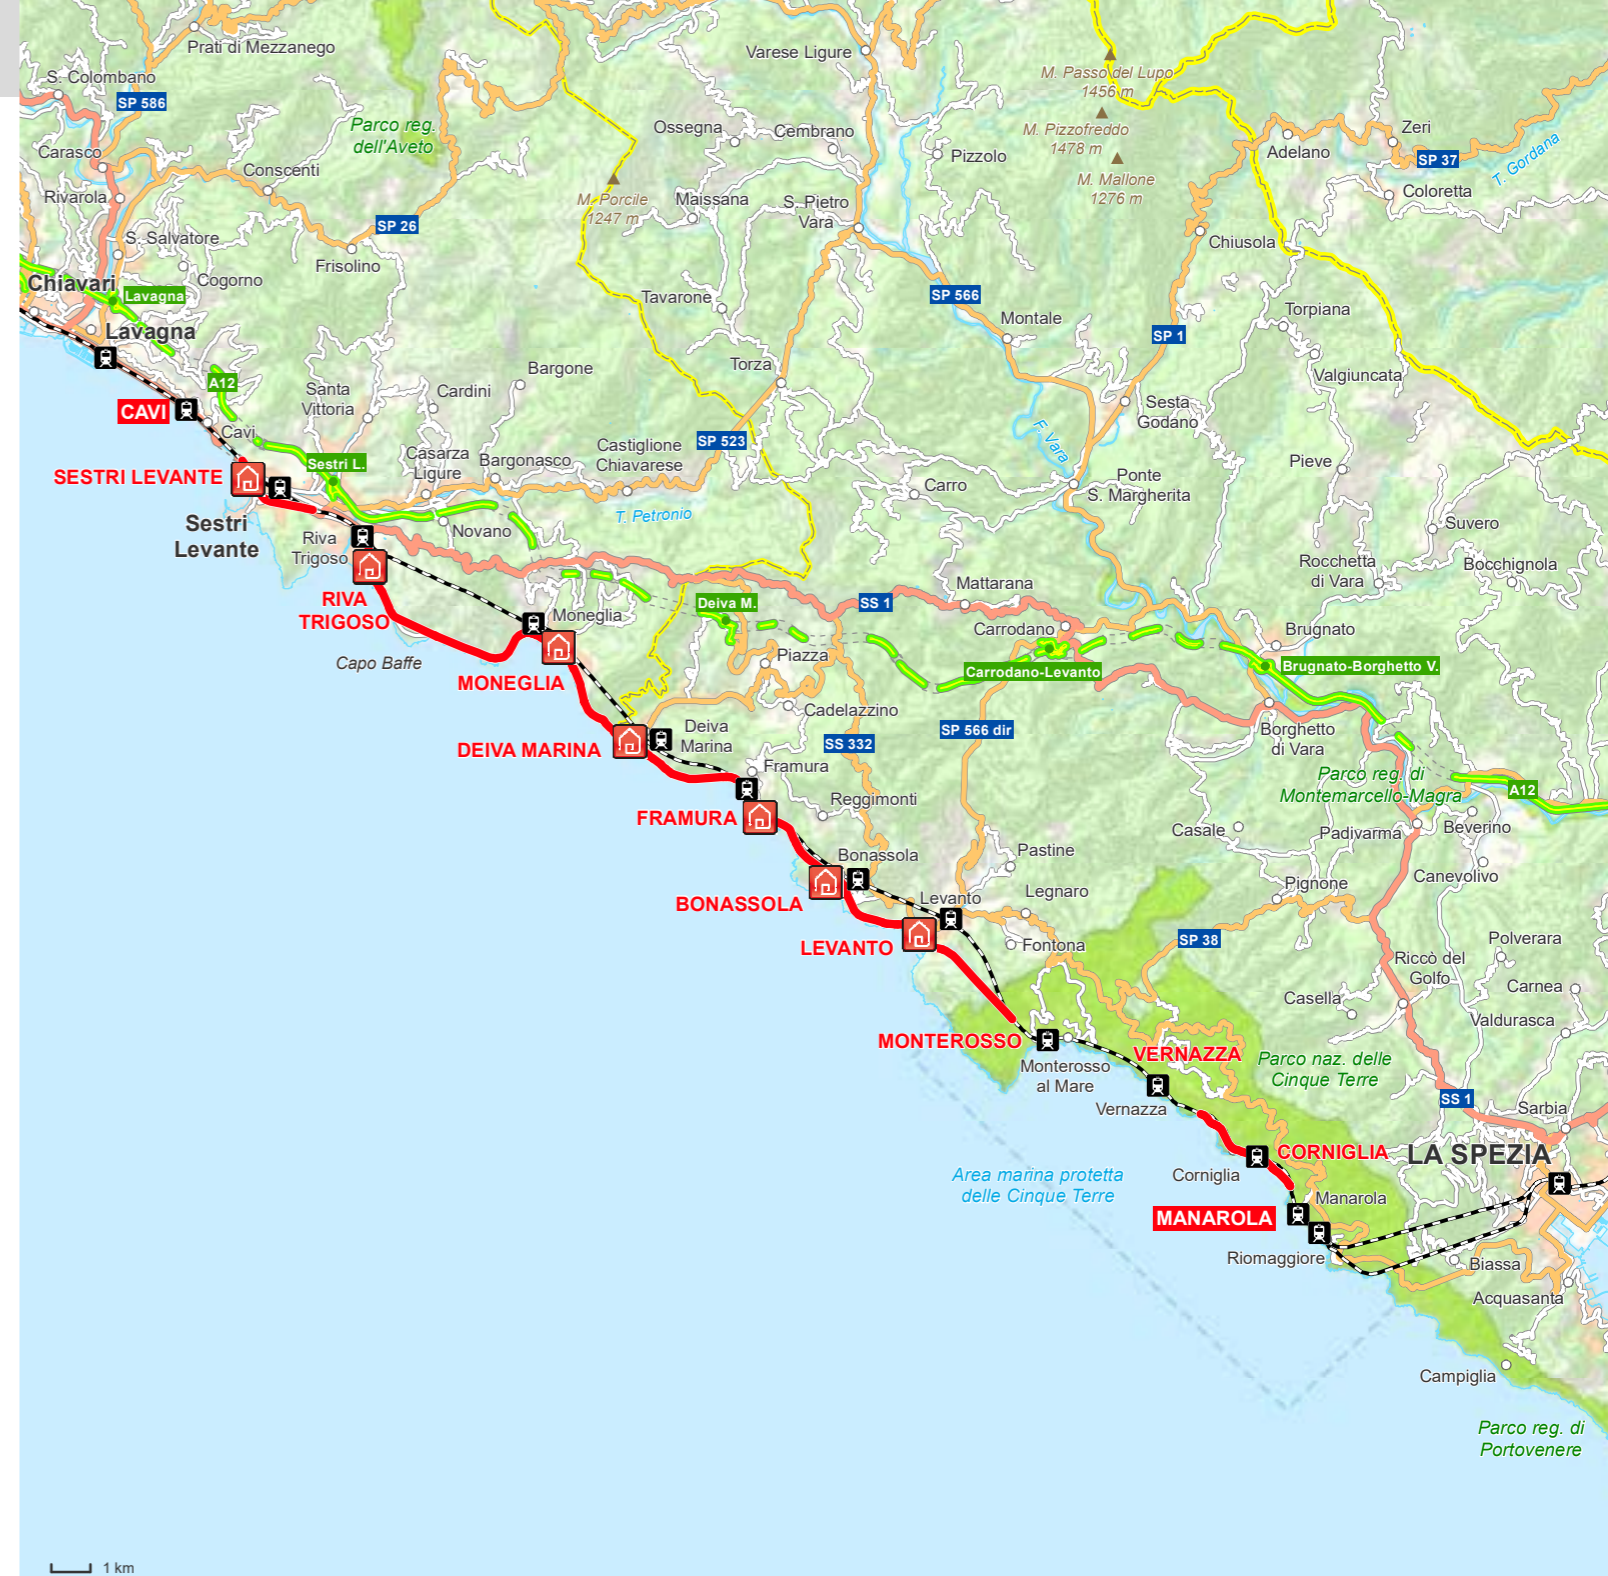 Prati di Mezzanego
Varese Ligure
M. Passo del Lupo
1456 m
S. Colombano
SP 586
Parco reg.
dell'Aveto
Ossegna
Cembrano
M. Pizzofreddo
1478 m
Zeri
Adelano
SP 37
T. Gordana
Carasco
Conscenti
Pizzolo
M. Mallone
1276 m
Coloretta
Rivarola
M. Porcile
1247 m
Maissana
S. Pietro
Vara
SP 26
S. Salvatore
Frisolino
Chiusola
Cogorno
Chiavari
Lavagna
Tavarone
SP 566
Montale
Torpiana
Lavagna
SP 1
Torza
Bargone
A12
Santa
Vittoria
Cardini
Valgiuncata
CAVI
Cavi
Sesta
Godano
F. Vara
SP 523
Castiglione
Chiavarese
Casarza
Ligure
Bargonasco
Sestri L.
SESTRI LEVANTE
Pieve
Ponte
S. Margherita
Carro
Sestri
Levante
T. Petronio
Novano
Suvero
Riva
Trigoso
Rocchetta
di Vara
Bocchignola
Mattarana
RIVA
TRIGOSO
Deiva M.
SS 1
Moneglia
Carrodano
Brugnato
Capo Baffe
Piazza
Carrodano-Levanto
Brugnato-Borghetto V.
MONEGLIA
Cadelazzino
SP 566 dir
Borghetto
di Vara
DEIVA MARINA
Deiva
Marina
SS 332
Framura
Parco reg. di
Montemarcello-Magra
A12
Reggimonti
FRAMURA
Casale
Padivarma
Beverino
Bonassola
Pastine
Canevolivo
BONASSOLA
Levanto
Legnaro
Pignone
LEVANTO
Fontona
SP 38
Polverara
Riccò del
Golfo
Carnea
Casella
Valdurasca
MONTEROSSO
VERNAZZA
Monterosso
al Mare
Parco naz. delle
Cinque Terre
Vernazza
SS 1
Sarbia
CORNIGLIA
LA SPEZIA
Area marina protetta
delle Cinque Terre
Corniglia
Manarola
MANAROLA
Riomaggiore
Biassa
Acquasanta
Campiglia
Parco reg. di
Portovenere
1 km